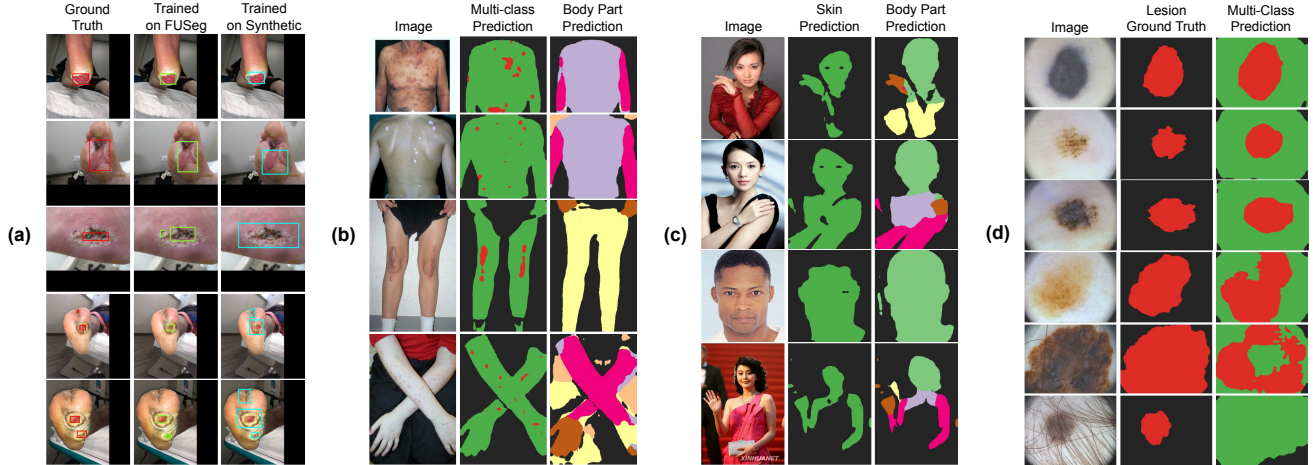 (a)
Ground
Truth
Trained
on FUSeg
Trained
on Synthetic
(b)
Image
Multi-class
Prediction
Body Part
Prediction
(c)
Image
Skin
Prediction
Body Part
Prediction
XINHUANET
(d)
Image
Lesion
Ground Truth
Multi-Class
Prediction